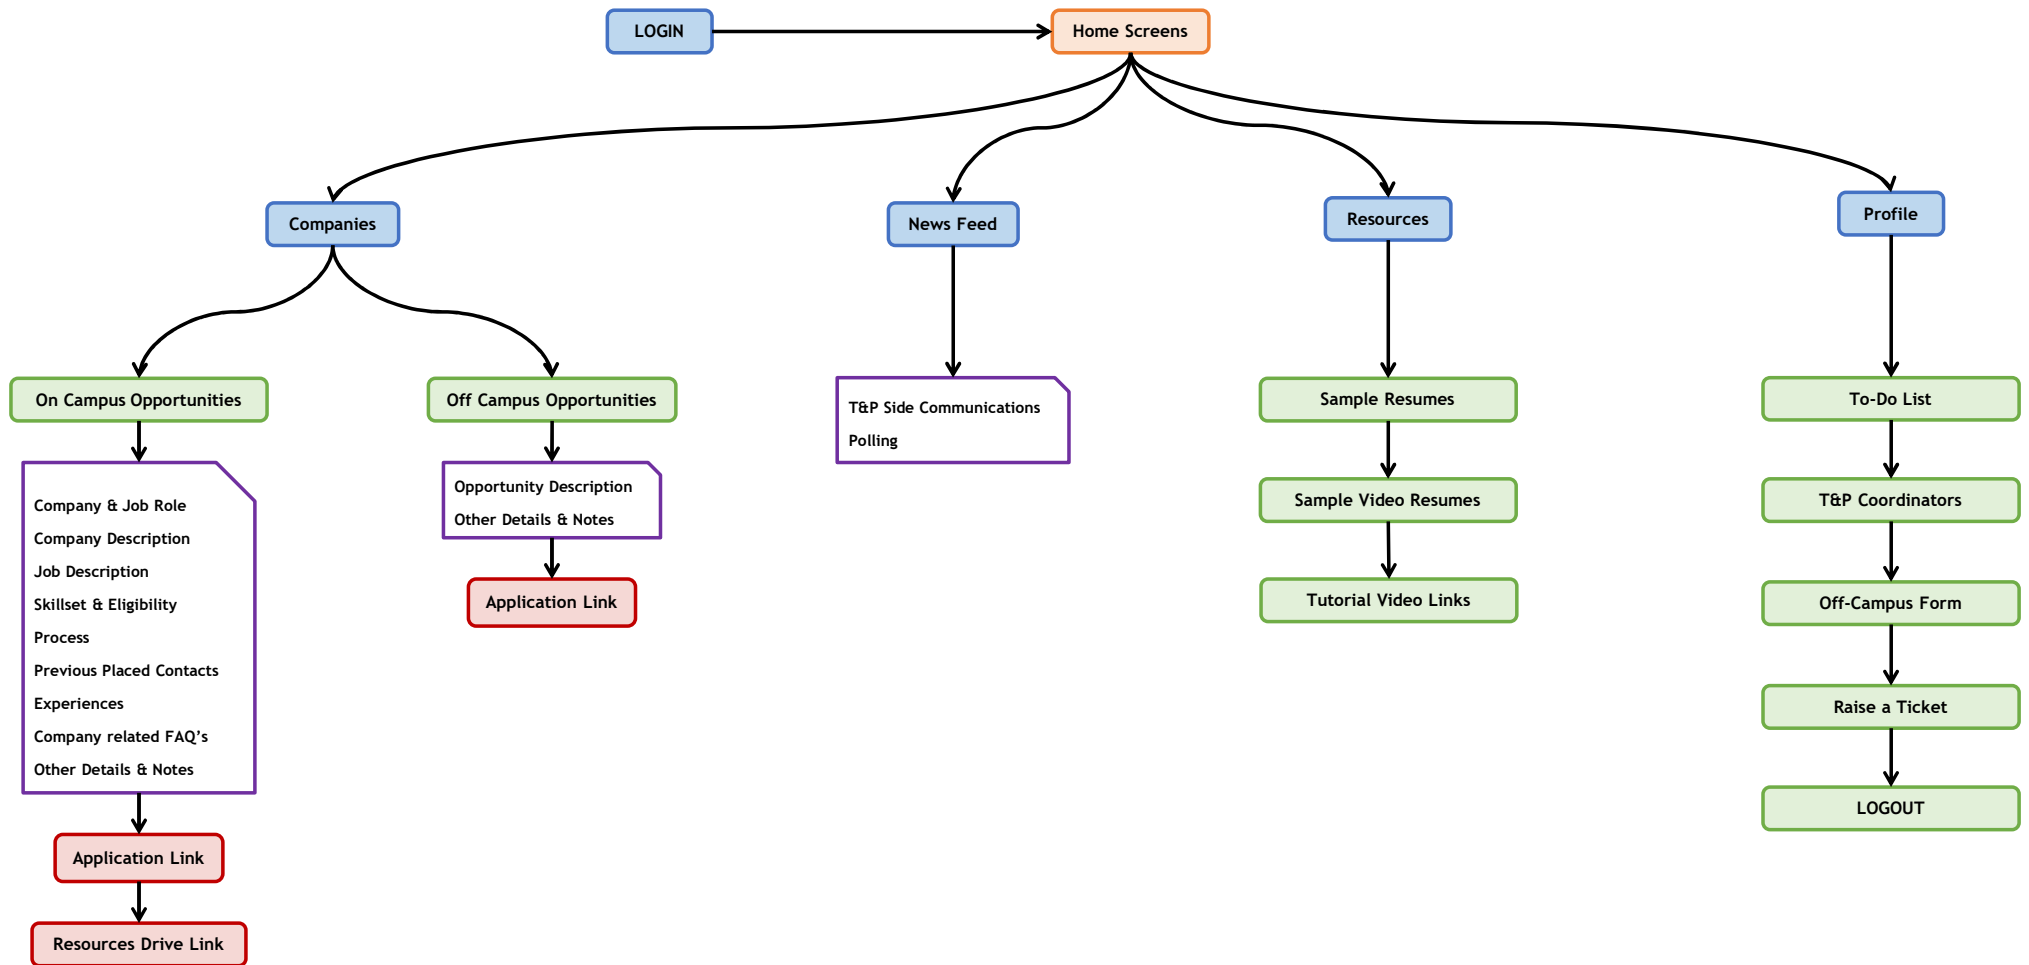 LOGIN
Home Screens
Companies
News Feed
Resources
Profile
On Campus Opportunities
Company & Job Role
Company Description
Job Description
Skillset & Eligibility
Process
Previous Placed Contacts
Experiences
Company related FAQ’s
Other Details & Notes
Application Link
Resources Drive Link
Off Campus Opportunities
Opportunity Description
Other Details & Notes
Application Link
T&P Side Communications
Polling
Sample Resumes
Sample Video Resumes
Tutorial Video Links
To-Do List
T&P Coordinators
Off-Campus Form
Raise a Ticket
LOGOUT